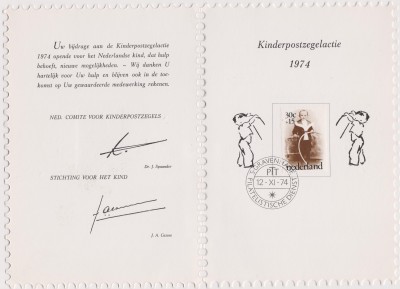 Uw bijdrage aan de Kinderpostzegelactie
1974 opende voor het Nederlandse kind, dat hulp
behoeft, nieuwe mogelijkheden. – Wij danken U
hartelijk voor Uw hulp en blijven ook in de toe-
komst op Uw gewaardeerde medewerking rekenen.
NED. COMITE VOOR KINDERPOSTZEGELS :
STICHTING VOOR HET KIND
Kinderpostzegelactie
1974
30c
+15
nederland
PTT
12-XI.-74
FILATELISTISCHE DIENST